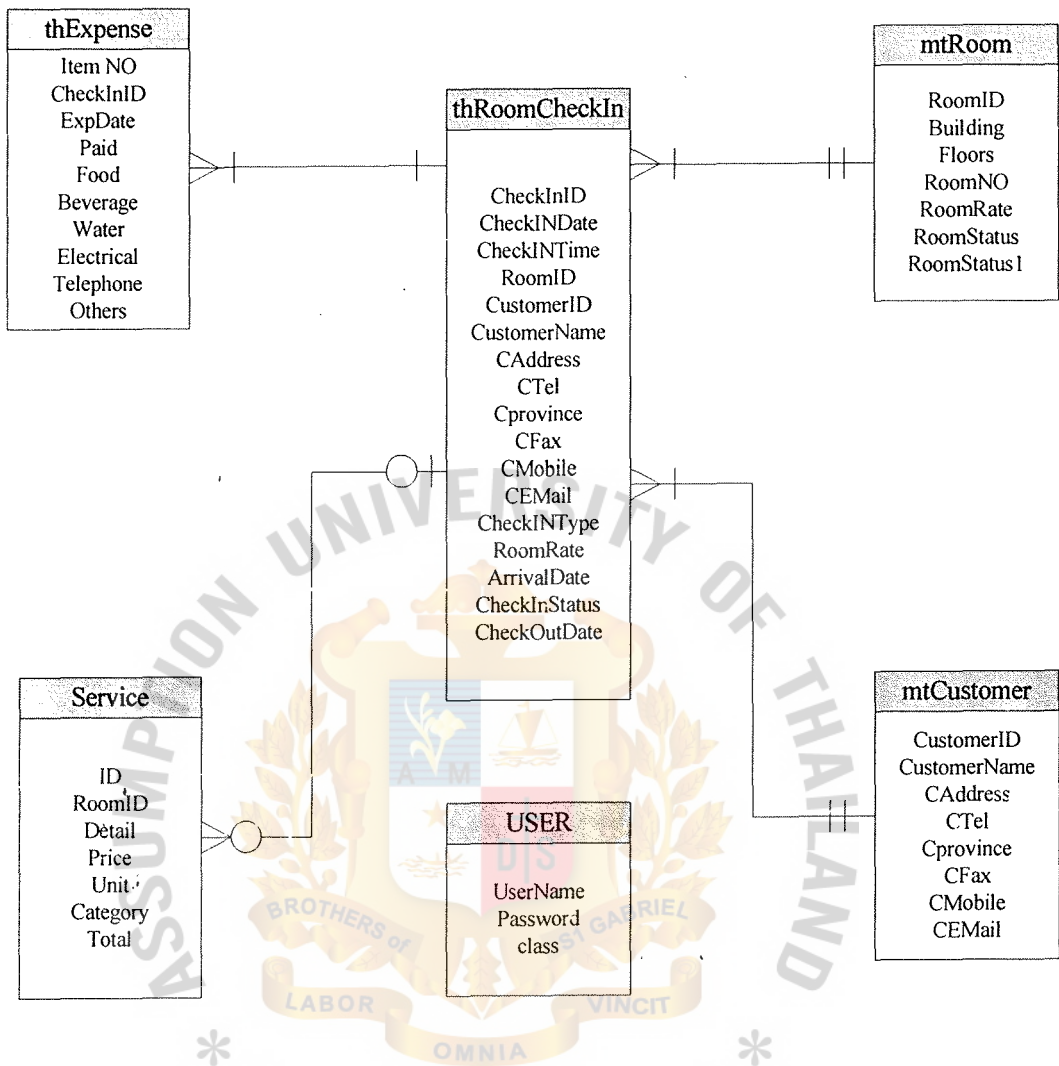 thExpense
Item NO
CheckInID
ExpDate
Paid
Food
Beverage
Water
Electrical
Telephone
Others
thRoomCheckIn
CheckInID
CheckINDate
CheckINTime
RoomID
CustomerID
CustomerName
CAddress
CTel
Cprovince
CFax
CMobile
CEMail
CheckINType
RoomRate
ArrivalDate
CheckInStatus
CheckOutDate
mtRoom
RoomID
Building
Floors
RoomNO
RoomRate
RoomStatus
RoomStatus1
Service
ID
RoomID
Detail
Price
Unit
Category
Total
USER
UserName
Password
class
mtCustomer
CustomerID
CustomerName
CAddress
CTel
Cprovince
CFax
CMobile
CEMail
ASSUMPTION UNIVERSITY OF THAILAND
A M
D S
BROTHERS of ST GABRIEL
LABOR
OMNIA
VINCIT